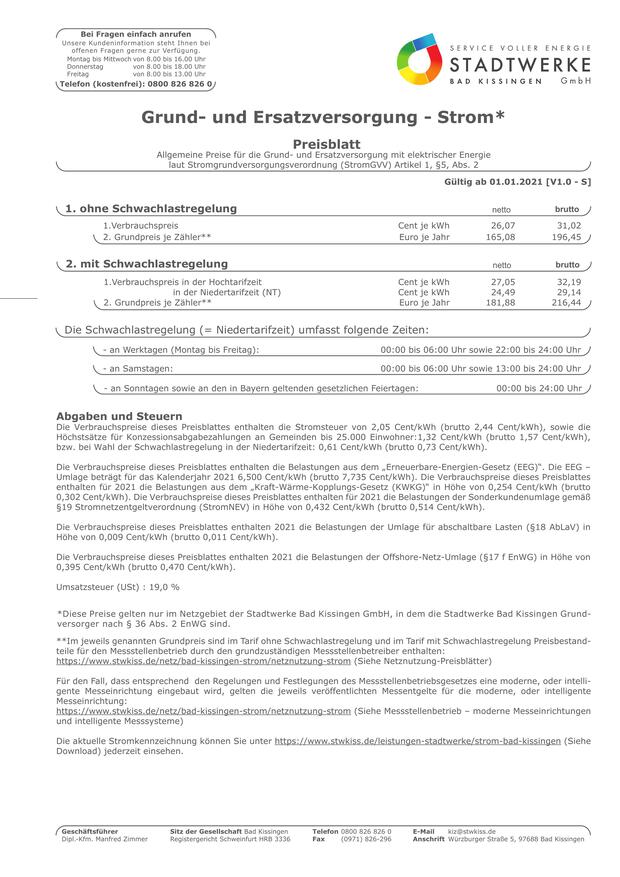 Bei Fragen einfach anrufen
Unsere Kundeninformation steht Ihnen bei
offenen Fragen gerne zur Verfügung.
Montag bis Mittwoch von 8.00 bis 16.00 Uhr
Donnerstag von 8.00 bis 18.00 Uhr
Freitag von 8.00 bis 13.00 Uhr
Telefon (kostenfrei): 0800 826 826 0
SERVICE VOLLER ENERGIE
STADTWERKE
BAD KISSINGEN GmbH
Grund- und Ersatzversorgung - Strom*
Preisblatt
Allgemeine Preise für die Grund- und Ersatzversorgung mit elektrischer Energie
laut Stromgrundversorgungsverordnung (StromGVV) Artikel 1, §5, Abs. 2
Gültig ab 01.01.2021 [V1.0 - S]
1. ohne Schwachlastregelung netto brutto
1.Verbrauchspreis Cent je kWh 26,07 31,02
2. Grundpreis je Zähler** Euro je Jahr 165,08 196,45
2. mit Schwachlastregelung netto brutto
1.Verbrauchspreis in der Hochtarifzeit Cent je kWh 27,05 32,19
in der Niedertarifzeit (NT) Cent je kWh 24,49 29,14
2. Grundpreis je Zähler** Euro je Jahr 181,88 216,44
Die Schwachlastregelung (= Niedertarifzeit) umfasst folgende Zeiten:
- an Werktagen (Montag bis Freitag): 00:00 bis 06:00 Uhr sowie 22:00 bis 24:00 Uhr
- an Samstagen: 00:00 bis 06:00 Uhr sowie 13:00 bis 24:00 Uhr
- an Sonntagen sowie an den in Bayern geltenden gesetzlichen Feiertagen: 00:00 bis 24:00 Uhr
Abgaben und Steuern
Die Verbrauchspreise dieses Preisblattes enthalten die Stromsteuer von 2,05 Cent/kWh (brutto 2,44 Cent/kWh), sowie die
Höchstsätze für Konzessionsabgabezahlungen an Gemeinden bis 25.000 Einwohner:1,32 Cent/kWh (brutto 1,57 Cent/kWh),
bzw. bei Wahl der Schwachlastregelung in der Niedertarifzeit: 0,61 Cent/kWh (brutto 0,73 Cent/kWh).
Die Verbrauchspreise dieses Preisblattes enthalten die Belastungen aus dem „Erneuerbare-Energien-Gesetz (EEG)“. Die EEG –
Umlage beträgt für das Kalenderjahr 2021 6,500 Cent/kWh (brutto 7,735 Cent/kWh). Die Verbrauchspreise dieses Preisblattes
enthalten für 2021 die Belastungen aus dem „Kraft-Wärme-Kopplungs-Gesetz (KWKG)“ in Höhe von 0,254 Cent/kWh (brutto
0,302 Cent/kWh). Die Verbrauchspreise dieses Preisblattes enthalten für 2021 die Belastungen der Sonderkundenumlage gemäß
§19 Stromnetzentgeltverordnung (StromNEV) in Höhe von 0,432 Cent/kWh (brutto 0,514 Cent/kWh).
Die Verbrauchspreise dieses Preisblattes enthalten 2021 die Belastungen der Umlage für abschaltbare Lasten (§18 AbLaV) in
Höhe von 0,009 Cent/kWh (brutto 0,011 Cent/kWh).
Die Verbrauchspreise dieses Preisblattes enthalten 2021 die Belastungen der Offshore-Netz-Umlage (§17 f EnWG) in Höhe von
0,395 Cent/kWh (brutto 0,470 Cent/kWh).
Umsatzsteuer (USt) : 19,0 %
*Diese Preise gelten nur im Netzgebiet der Stadtwerke Bad Kissingen GmbH, in dem die Stadtwerke Bad Kissingen Grund-
versorger nach § 36 Abs. 2 EnWG sind.
**Im jeweils genannten Grundpreis sind im Tarif ohne Schwachlastregelung und im Tarif mit Schwachlastregelung Preisbestand-
teile für den Messstellenbetrieb durch den grundzuständigen Messstellenbetreiber enthalten:
https://www.stwkiss.de/netz/bad-kissingen-strom/netznutzung-strom (Siehe Netznutzung-Preisblätter)
Für den Fall, dass entsprechend den Regelungen und Festlegungen des Messstellenbetriebsgesetzes eine moderne, oder intelli-
gente Messeinrichtung eingebaut wird, gelten die jeweils veröffentlichten Messentgelte für die moderne, oder intelligente
Messeinrichtung:
https://www.stwkiss.de/netz/bad-kissingen-strom/netznutzung-strom (Siehe Messstellenbetrieb – moderne Messeinrichtungen
und intelligente Messsysteme)
Die aktuelle Stromkennzeichnung können Sie unter https://www.stwkiss.de/leistungen-stadtwerke/strom-bad-kissingen (Siehe
Download) jederzeit einsehen.
Geschäftsführer Sitz der Gesellschaft Bad Kissingen Telefon 0800 826 826 0 E-Mail kiz@stwkiss.de
Dipl.-Kfm. Manfred Zimmer Registergericht Schweinfurt HRB 3336 Fax (0971) 826-296 Anschrift Würzburger Straße 5, 97688 Bad Kissingen